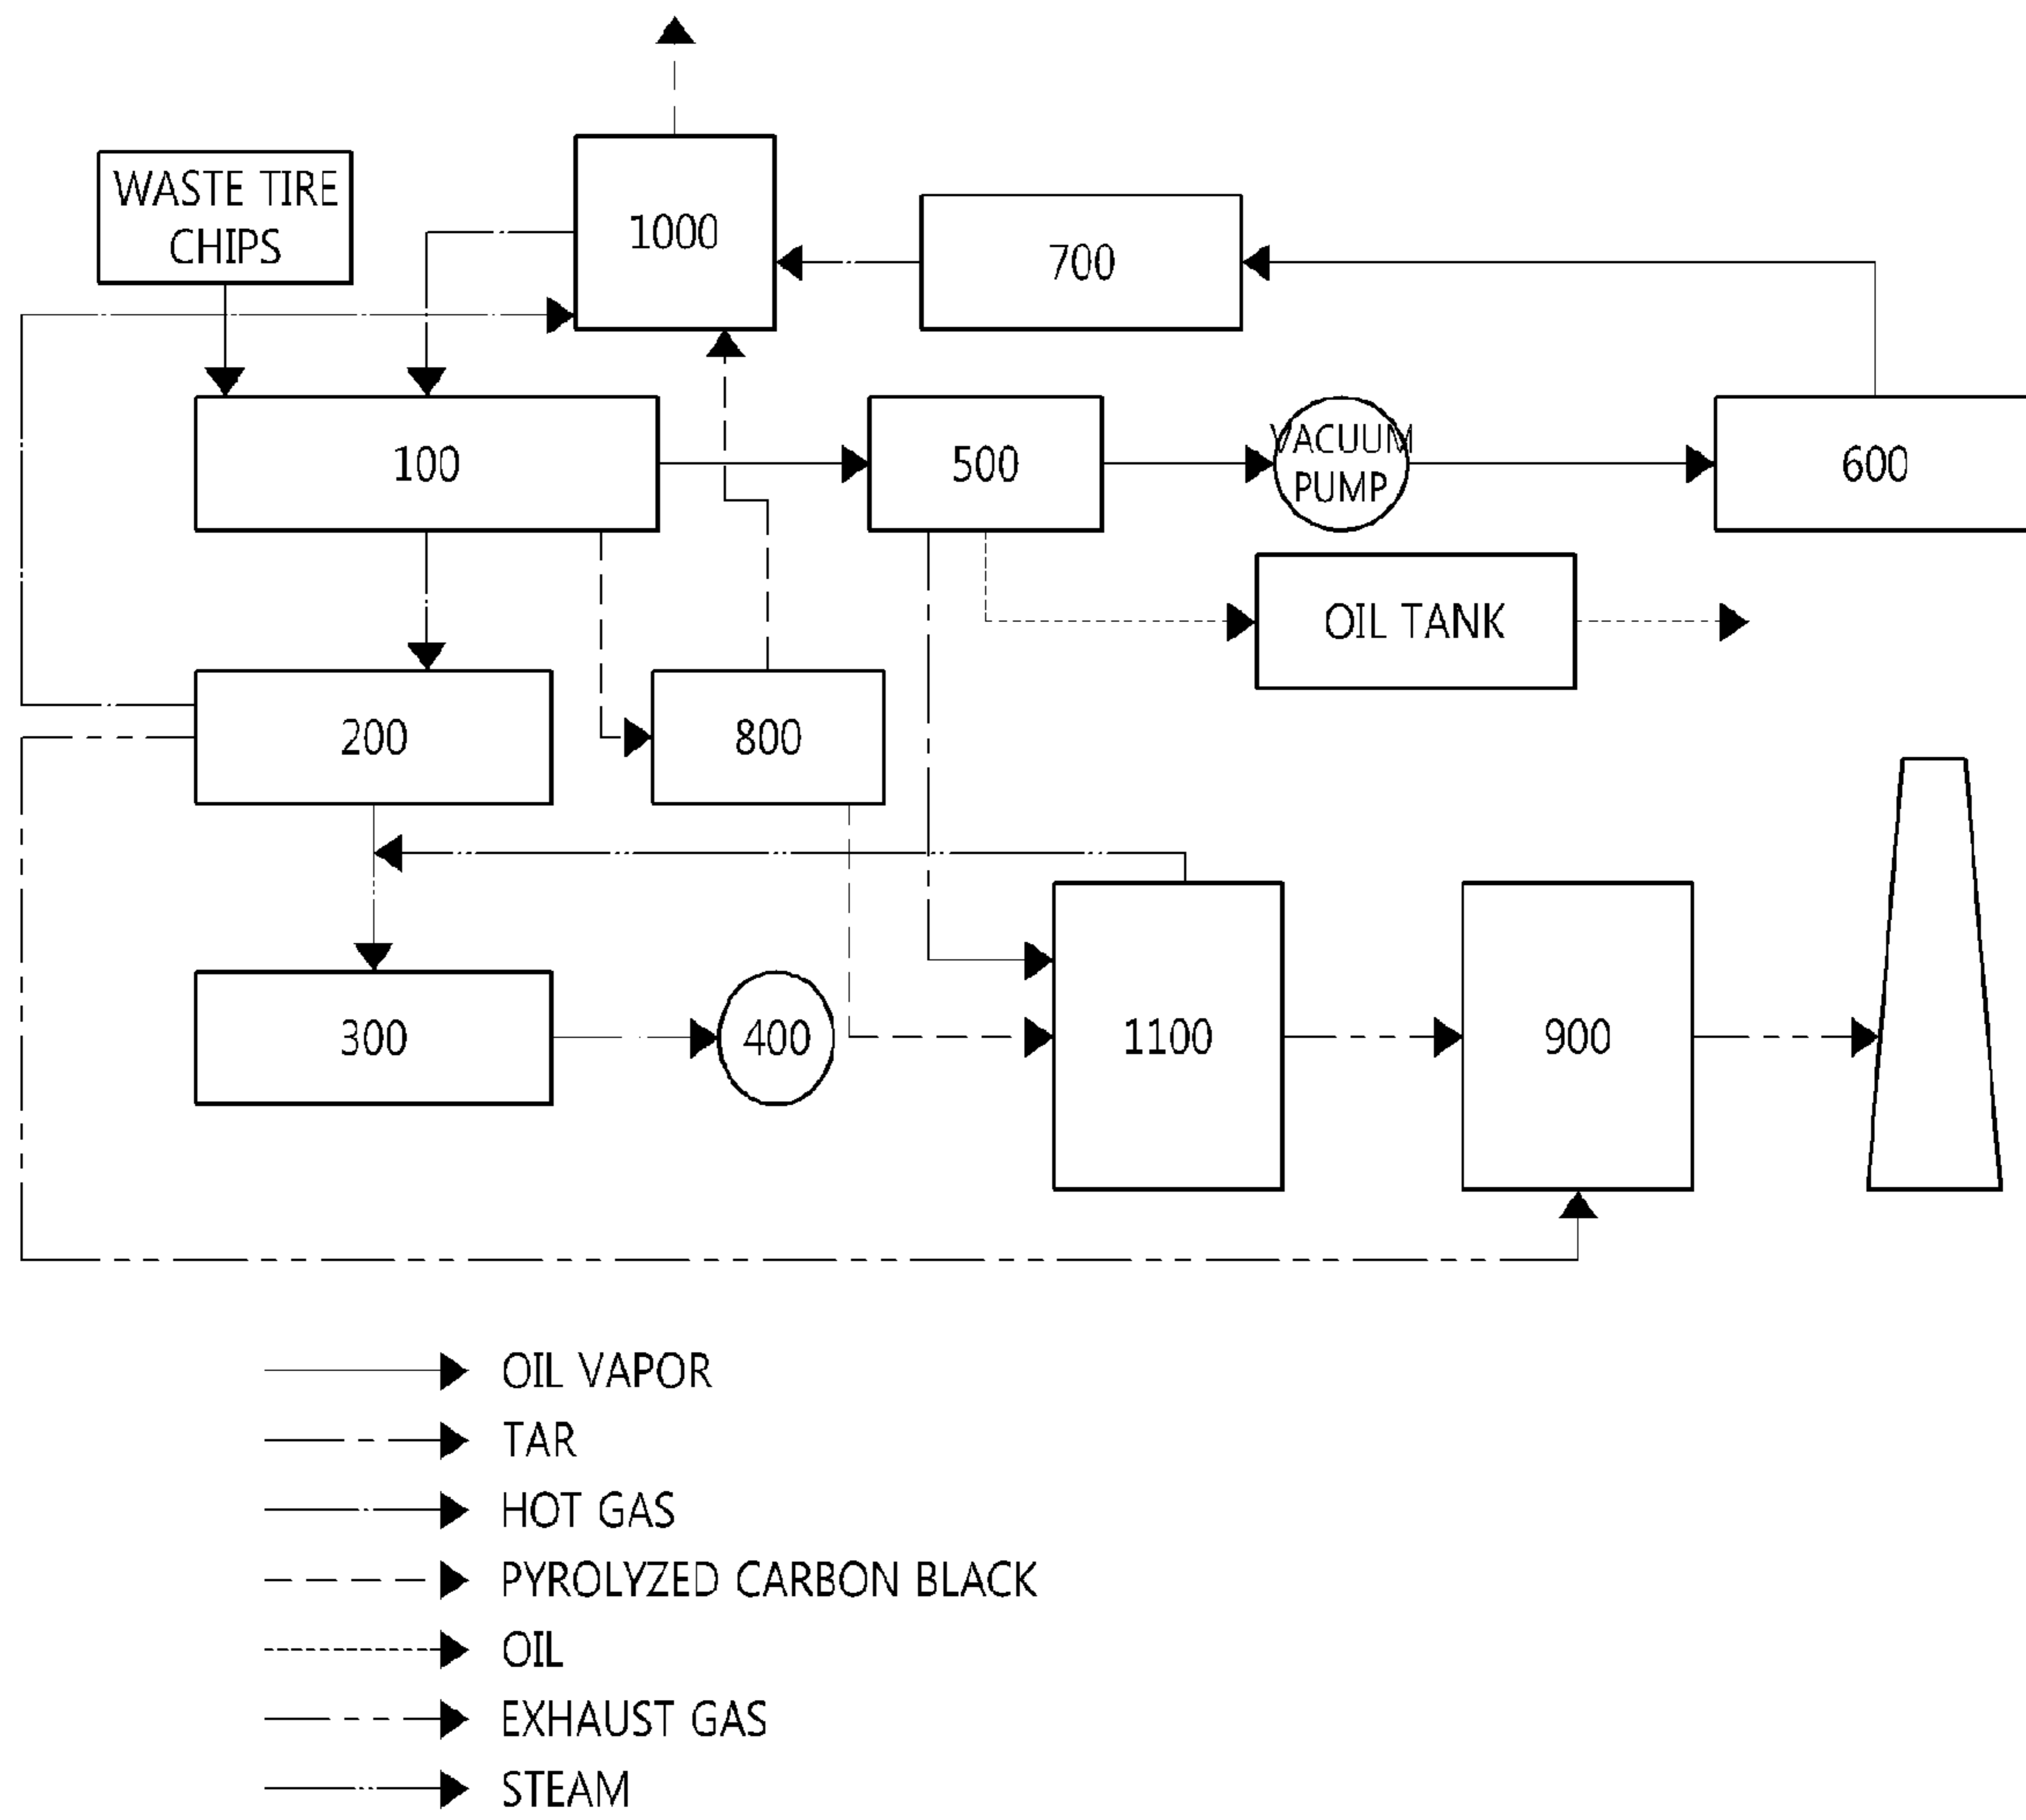 WASTE TIRE
CHIPS
1000
700
100
500
VACUUM
PUMP
600
OIL TANK
200
800
300
400
1100
900
OIL VAPOR
TAR
HOT GAS
PYROLYZED CARBON BLACK
OIL
EXHAUST GAS
STEAM